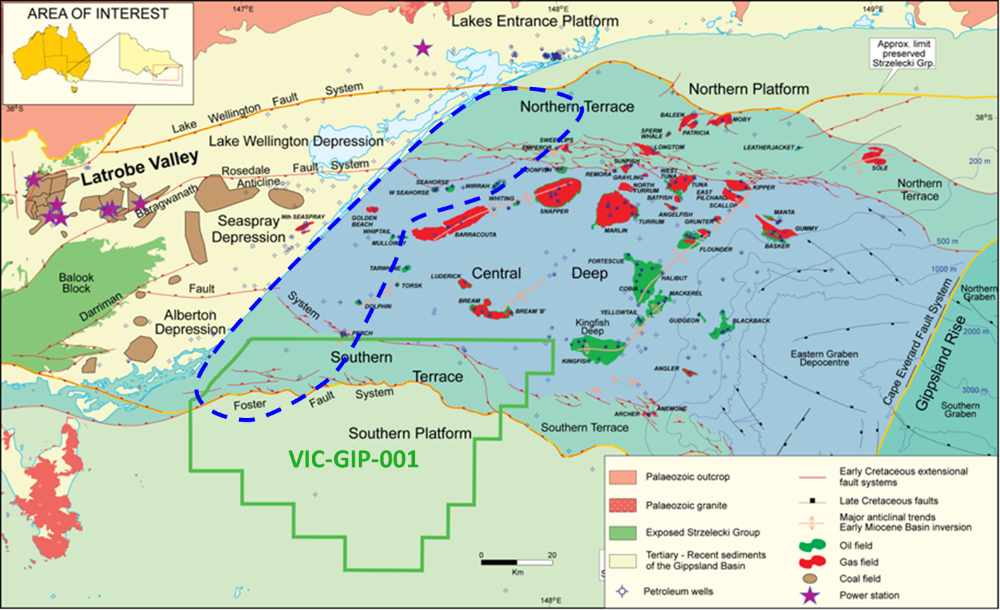 AREA OF INTEREST
147°E
148°E
149°E
Lakes Entrance Platform
Approx. limit
preserved
Strzelecki Grp.
38°S
38°S
Lake Wellington Fault System
Northern Platform
Northern Terrace
BALEEN
MOBY
PATRICIA
SPERM
WHALE
LONGTOM
LEATHERJACKET
Lake Wellington Depression
SWEETLIPS
EMPEROR
Latrobe Valley
Rosedale Fault System
Anticline
Baragwanath
SUNFISH
MOONFISH
REMORA
GRAYLING
WEST
TUNA
TUNA
SOLE
200 m
SEAHORSE
W SEAHORSE
WIRRAH
WHITING
NORTH
TURRUM
BATFISH
EAST
PILCHARD
KIPPER
SCALLOP
Northern
Terrace
Nth SEASPRAY
GOLDEN
BEACH
SNAPPER
MARLIN
TURRUM
ANGELFISH
GRUNTER
MANTA
GUMMY
BASKER
Seaspray
Depression
WHIPTAIL
MULLOWAY
BARRACOUTA
FLOUNDER
500 m
Balook
Block
TARWHINE
LUDERICK
Central Deep
FORTESCUE
HALIBUT
1000 m
Darriman Fault System
TORSK
COBIA
MACKEREL
Northern
Graben
Alberton
Depression
DOLPHIN
BREAM
BREAM 'B'
YELLOWTAIL
GUDGEON
BLACKBACK
PERCH
Kingfish
Deep
KINGFISH
2000 m
Southern
Terrace
Eastern Graben
Depocentre
ANGLER
Cape Everard Fault System
Gippsland Rise
3000 m
Foster Fault System
ANEMONE
ARCHER
Southern
Graben
Southern Platform
Southern Terrace
VIC-GIP-001
0 20
Km
148°E
Palaeozoic outcrop
Palaeozoic granite
Exposed Strzelecki Group
Tertiary - Recent sediments
of the Gippsland Basin
Petroleum wells
Early Cretaceous extensional
fault systems
Late Cretaceous faults
Major anticlinal trends
Early Miocene Basin inversion
Oil field
Gas field
Coal field
Power station